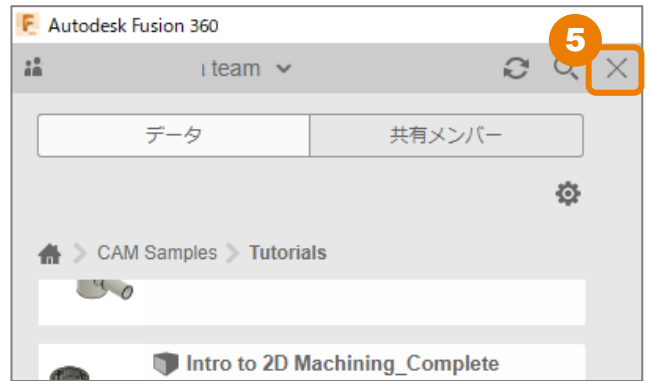 Autodesk Fusion 360
5
team
データ 共有メンバー
CAM Samples > Tutorials
Intro to 2D Machining_Complete